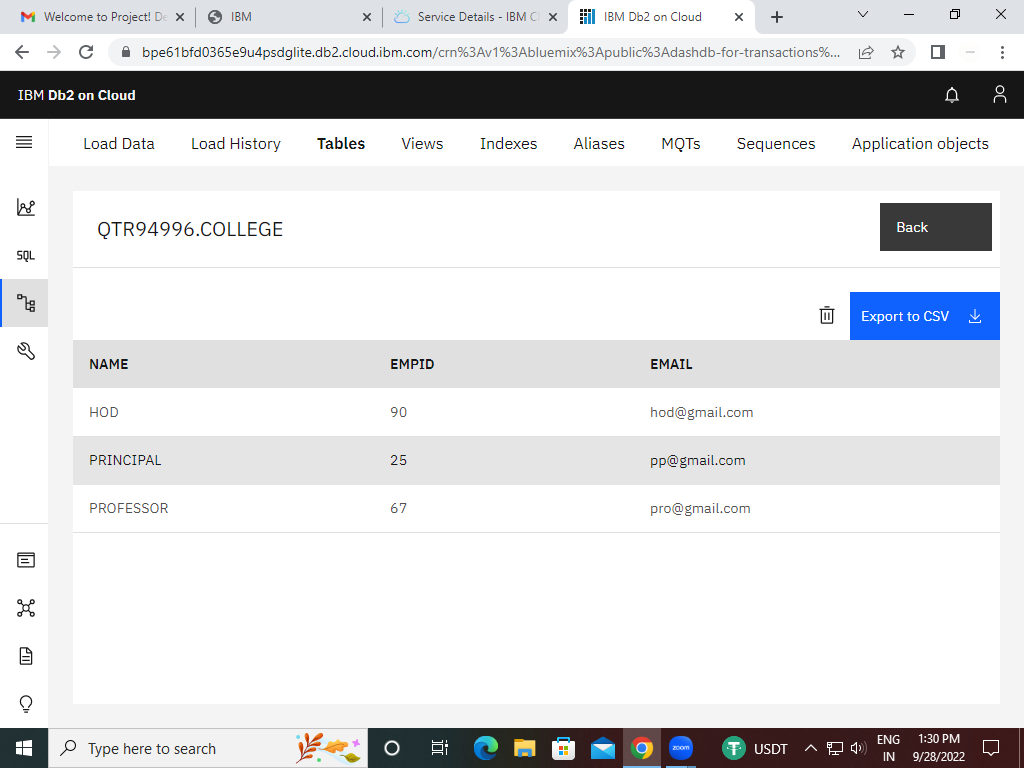 Welcome to Project! De
IBM
Service Details - IBM Cl
IBM Db2 on Cloud
bpe61bfd0365e9u4psdglite.db2.cloud.ibm.com/crn%3Av1%3Abluemix%3Apublic%3Adashdb-for-transactions%...
IBM Db2 on Cloud
Load Data Load History Tables Views Indexes Aliases MQTs Sequences Application objects
SQL
QTR94996.COLLEGE
Back
Export to CSV
NAME EMPID EMAIL
HOD 90 hod@gmail.com
PRINCIPAL 25 pp@gmail.com
PROFESSOR 67 pro@gmail.com
Type here to search
zoom
USDT
ENG
IN
1:30 PM
9/28/2022